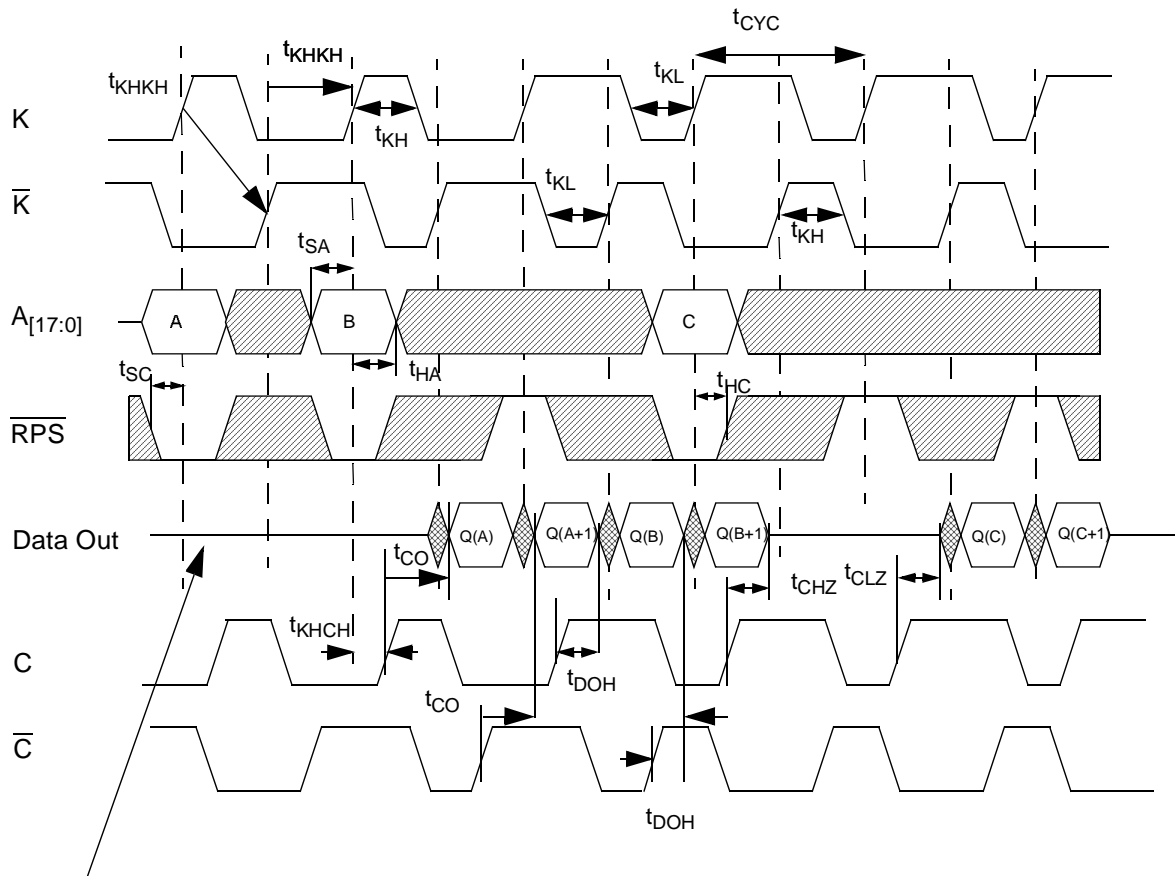 tCYC
tKHKH
tKHKH
tKL
K
tKH
K
tKL
tKH
tSA
A[17:0]
A
B
C
tSC
tHA
tHC
RPS
Data Out
Q(A)
Q(A+1)
Q(B)
Q(B+1)
Q(C)
Q(C+1
tCO
tCHZ
tCLZ
tKHCH
C
tDOH
tCO
C
tDOH